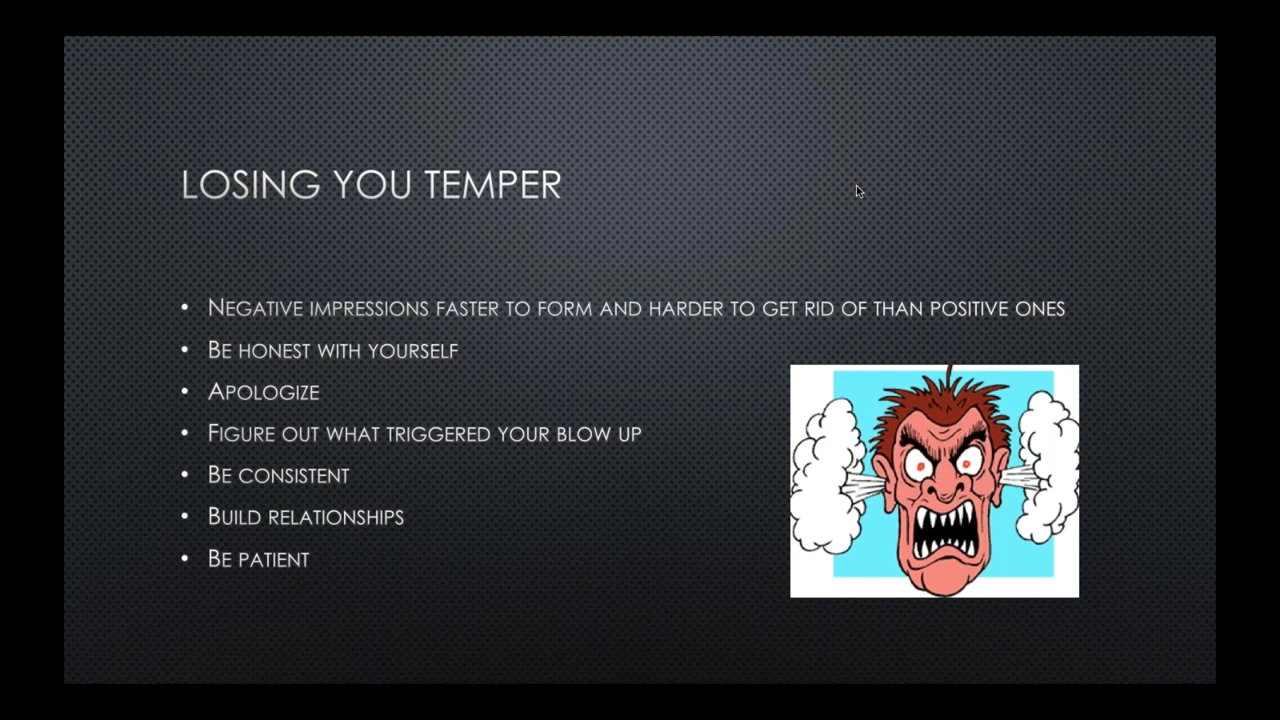 LOSING YOU TEMPER
• NEGATIVE IMPRESSIONS FASTER TO FORM AND HARDER TO GET RID OF THAN POSITIVE ONES
• BE HONEST WITH YOURSELF
• APOLOGIZE
• FIGURE OUT WHAT TRIGGERED YOUR BLOW UP
• BE CONSISTENT
• BUILD RELATIONSHIPS
• BE PATIENT